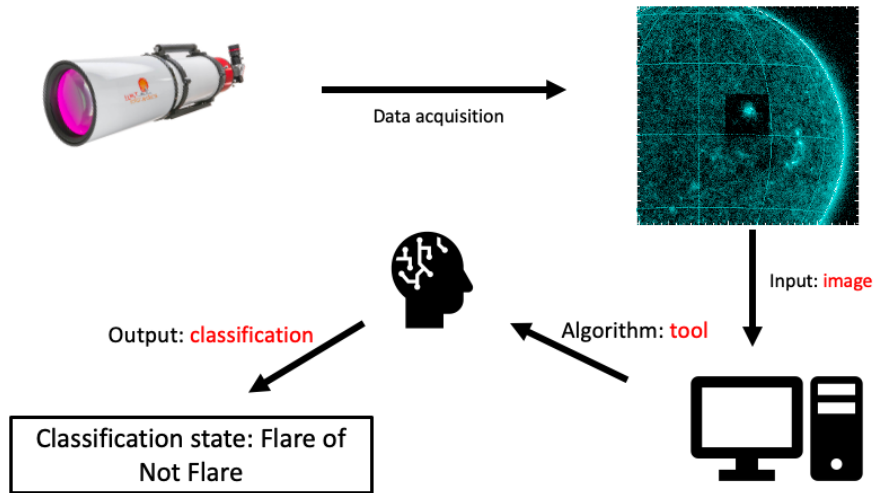 Data acquisition
Input: image
Algorithm: tool
Output: classification
Classification state: Flare of
Not Flare